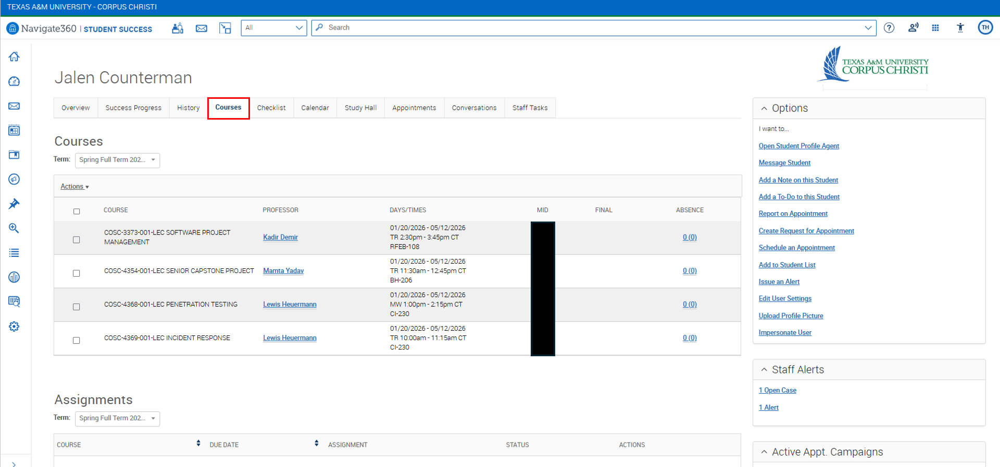 TEXAS A&M UNIVERSITY - CORPUS CHRISTI
Navigate360 | STUDENT SUCCESS
All
Search
TH
TEXAS A&M UNIVERSITY
CORPUS CHRISTI
Jalen Counterman
Overview
Success Progress
History
Courses
Checklist
Calendar
Study Hall
Appointments
Conversations
Staff Tasks
Courses
Term: Spring Full Term 202...
Actions
COURSE PROFESSOR DAYS/TIMES MID FINAL ABSENCE
COSC-3373-001-LEC SOFTWARE PROJECT
MANAGEMENT
Kadir Demir
01/20/2026 - 05/12/2026
TR 2:30pm - 3:45pm CT
RFEB-108
0 (0)
COSC-4354-001-LEC SENIOR CAPSTONE PROJECT
Mamta Yadav
01/20/2026 - 05/12/2026
TR 11:30am - 12:45pm CT
BH-206
0 (0)
COSC-4368-001-LEC PENETRATION TESTING
Lewis Heuermann
01/20/2026 - 05/12/2026
MW 1:00pm - 2:15pm CT
CI-230
0 (0)
COSC-4369-001-LEC INCIDENT RESPONSE
Lewis Heuermann
01/20/2026 - 05/12/2026
TR 10:00am - 11:15am CT
CI-230
0 (0)
Assignments
Term: Spring Full Term 202...
COURSE DUE DATE ASSIGNMENT STATUS ACTIONS
Options
I want to...
Open Student Profile Agent
Message Student
Add a Note on this Student
Add a To-Do to this Student
Report on Appointment
Create Request for Appointment
Schedule an Appointment
Add to Student List
Issue an Alert
Edit User Settings
Upload Profile Picture
Impersonate User
Staff Alerts
1 Open Case
1 Alert
Active Appt. Campaigns